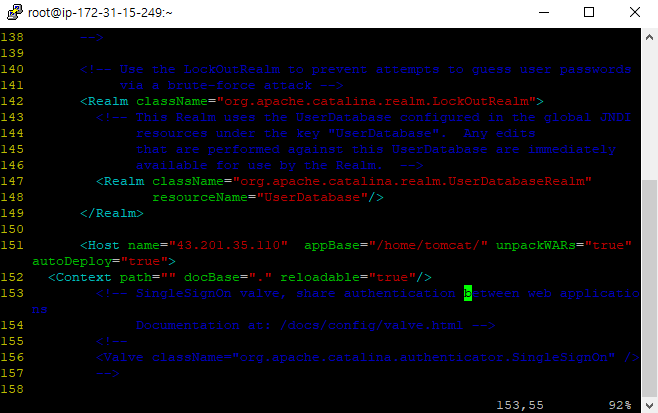 root@ip-172-31-15-249:~
138 -->
139
140 <!-- Use the LockOutRealm to prevent attempts to guess user passwords
141 via a brute-force attack -->
142 <Realm className="org.apache.catalina.realm.LockOutRealm">
143 <!-- This Realm uses the UserDatabase configured in the global JNDI
144 resources under the key "UserDatabase".  Any edits
145 that are performed against this UserDatabase are immediately
146 available for use by the Realm.  -->
147 <Realm className="org.apache.catalina.realm.UserDatabaseRealm"
148 resourceName="UserDatabase"/>
149 </Realm>
150
151 <Host name="43.201.35.110"  appBase="/home/tomcat/" unpackWARs="true"
autoDeploy="true">
152 <Context path="" docBase="." reloadable="true"/>
153 <!-- SingleSignOn valve, share authentication between web applicatio
ns
154 Documentation at: /docs/config/valve.html -->
155 <!--
156 <Valve className="org.apache.catalina.authenticator.SingleSignOn" />
157 -->
158
153,55 92%